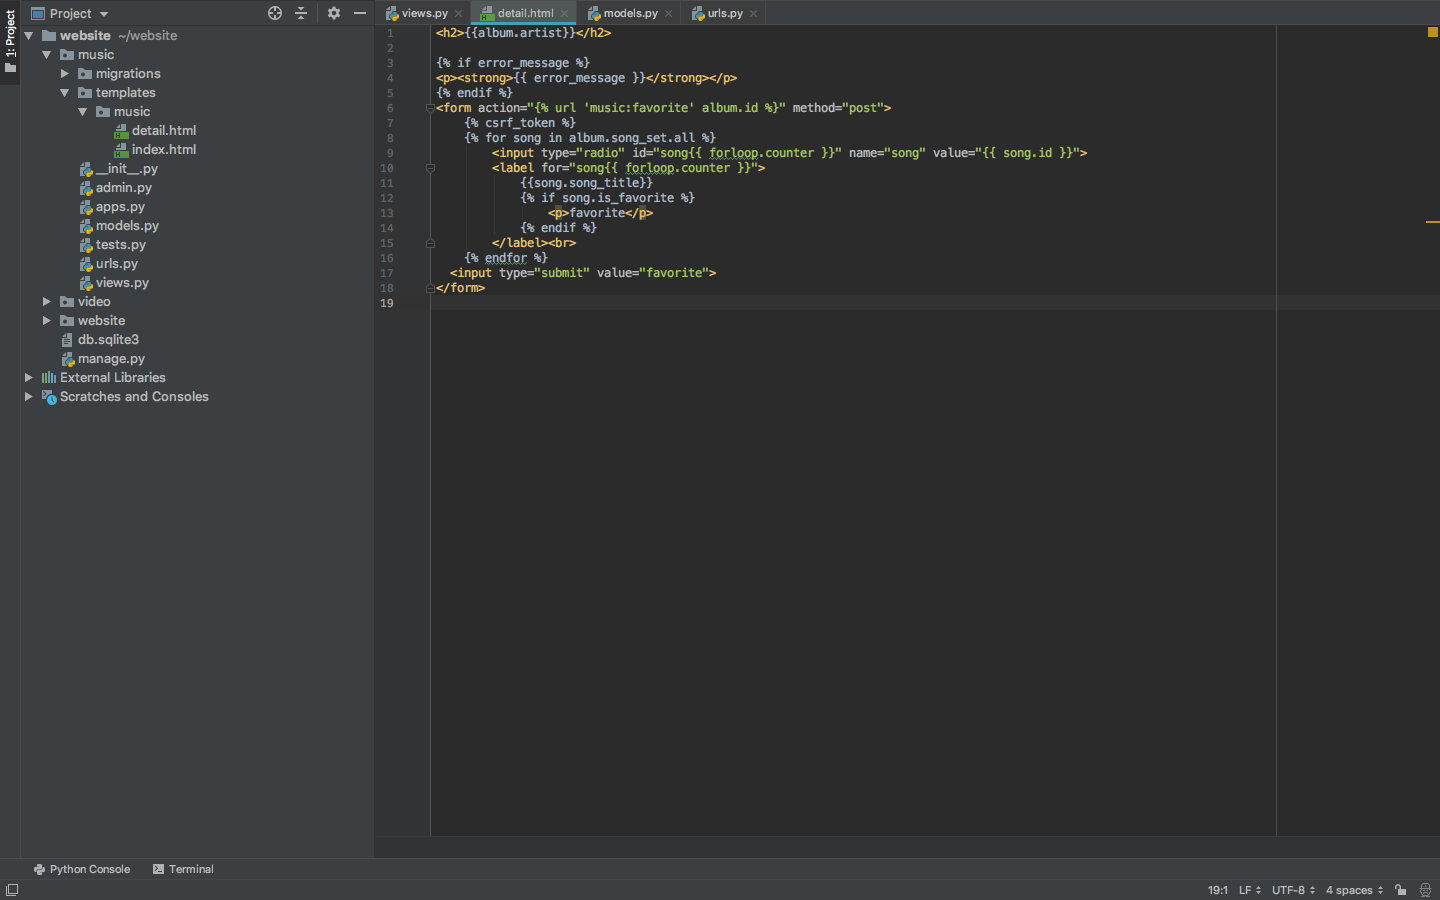 1: Project
Project
website ~/website
music
migrations
templates
music
detail.html
index.html
__init__.py
admin.py
apps.py
models.py
tests.py
urls.py
views.py
video
website
db.sqlite3
manage.py
External Libraries
Scratches and Consoles
views.py detail.html models.py urls.py
1 <h2>{{album.artist}}</h2>
2
3 {% if error_message %}
4 <p><strong>{{ error_message }}</strong></p>
5 {% endif %}
6 <form action="{% url 'music:favorite' album.id %}" method="post">
7 {% csrf_token %}
8 {% for song in album.song_set.all %}
9 <input type="radio" id="song{{ forloop.counter }}" name="song" value="{{ song.id }}">
10 <label for="song{{ forloop.counter }}">
11 {{song.song_title}}
12 {% if song.is_favorite %}
13 <p>favorite</p>
14 {% endif %}
15 </label><br>
16 {% endfor %}
17 <input type="submit" value="favorite">
18 </form>
19
Python Console Terminal
19:1 LF UTF-8 4 spaces